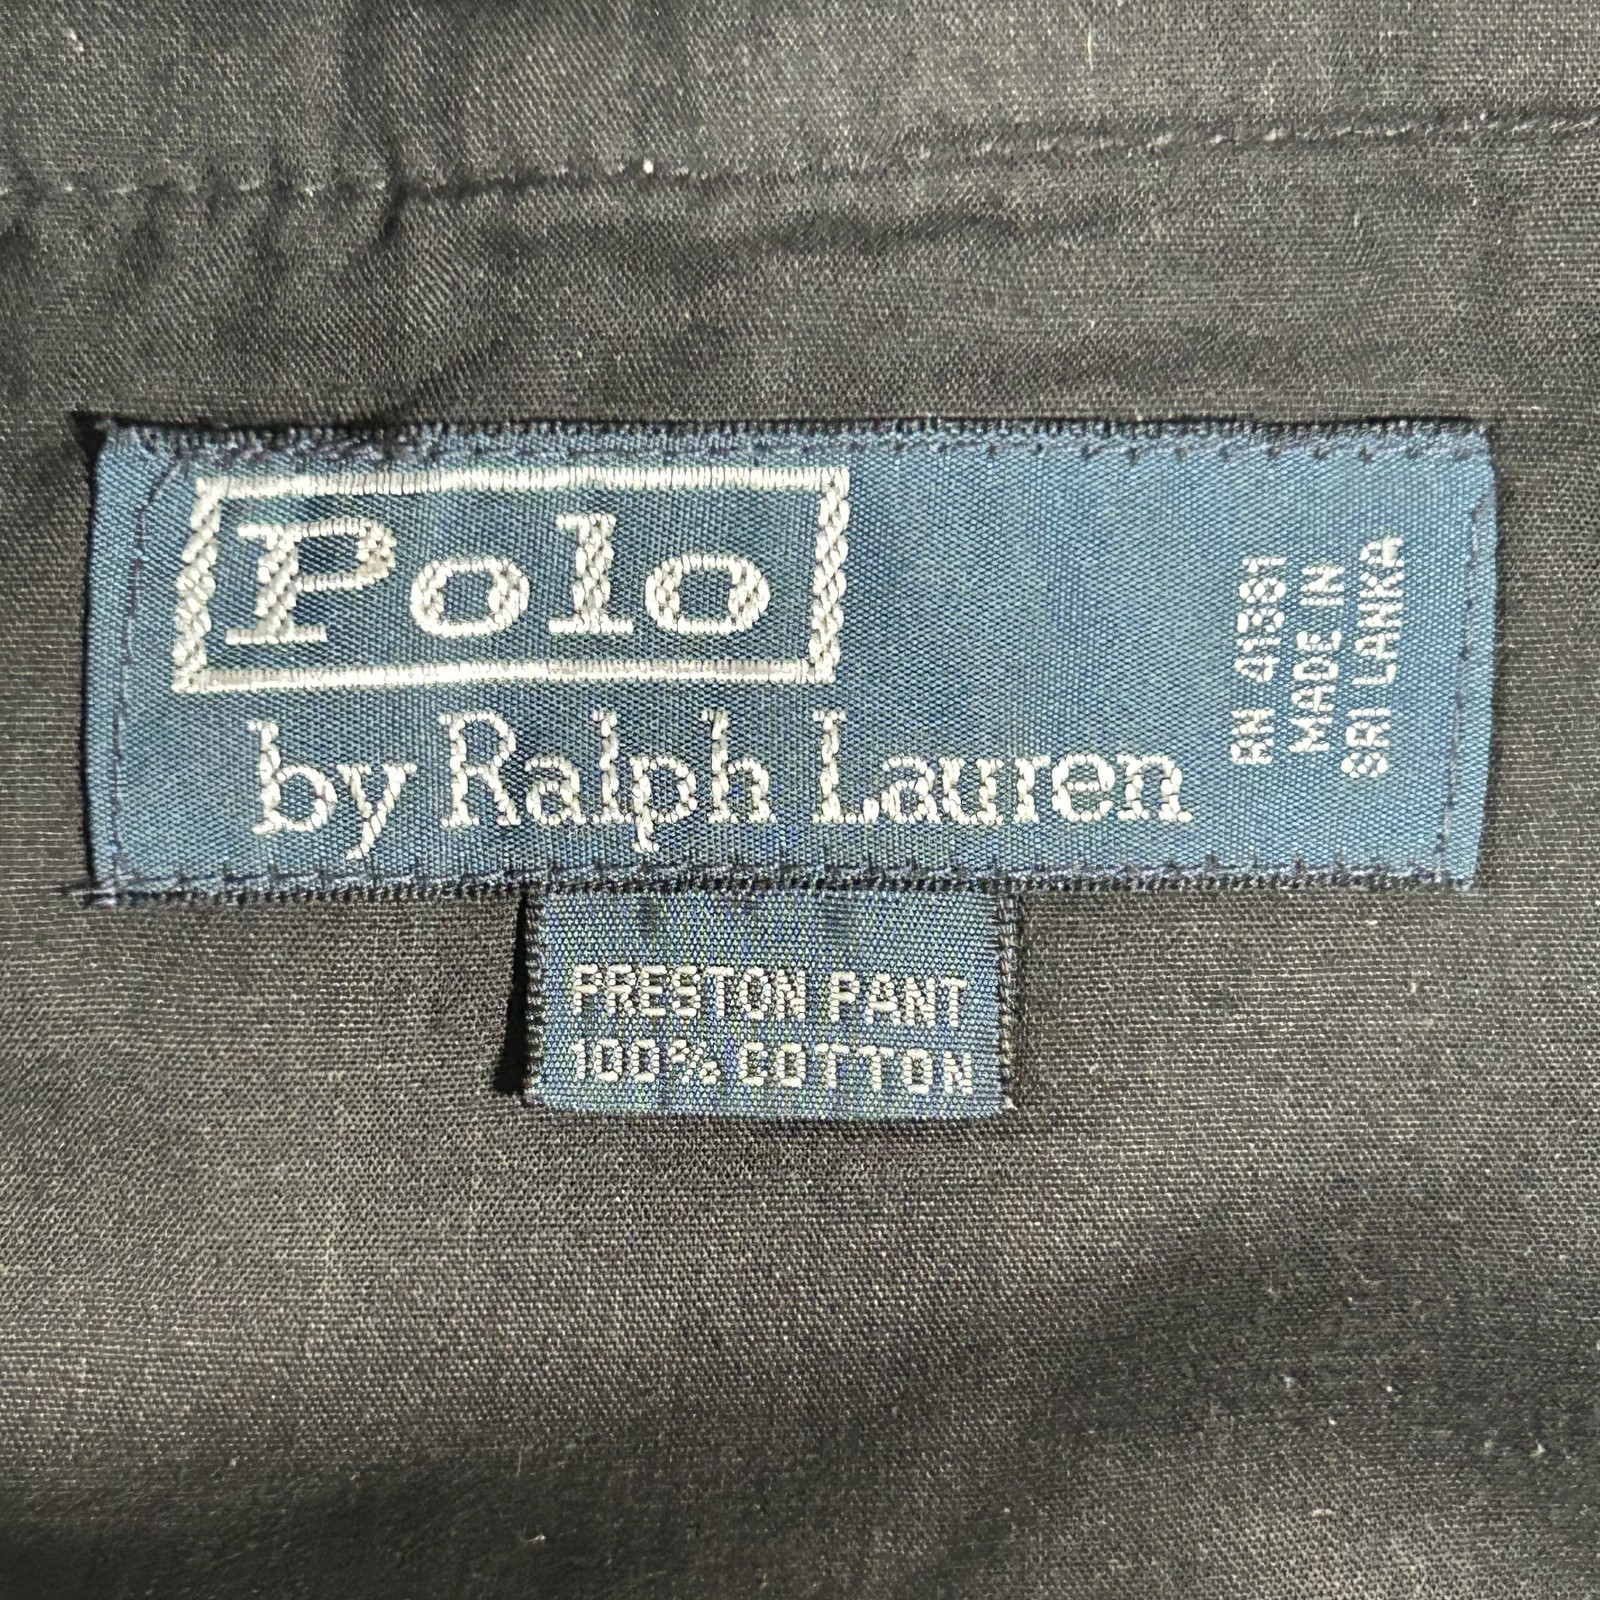 Polo
by Ralph Lauren
RN 41381
MADE IN
SRI LANKA
PRESTON PANT
100% COTTON